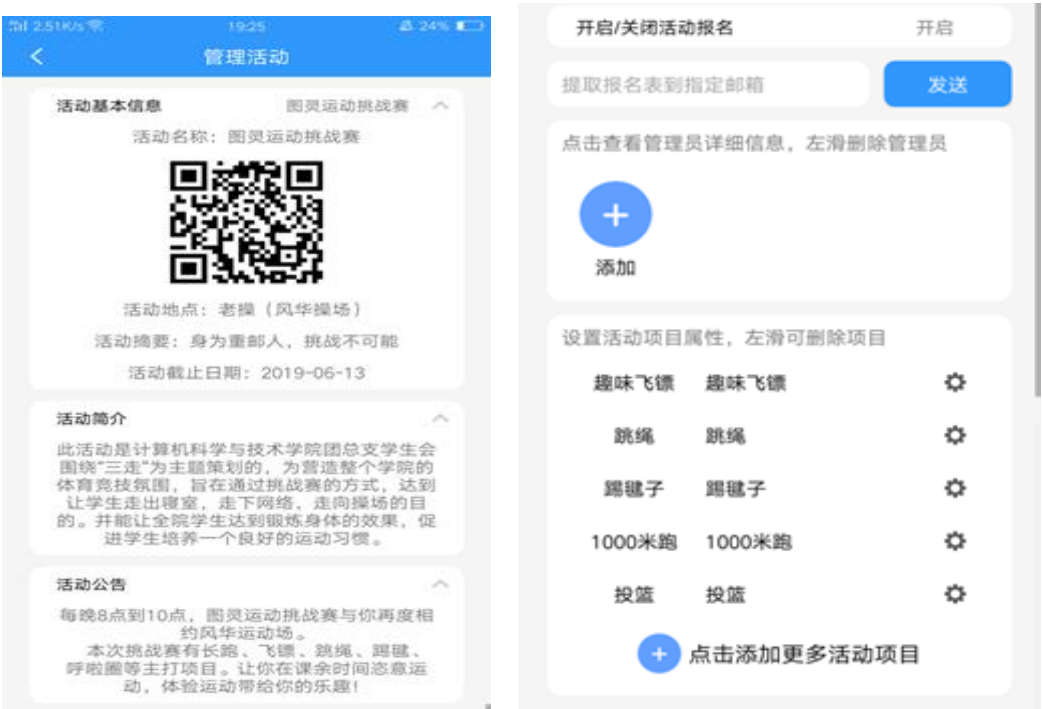 2.51K/s
19:25
24%
管理活动
活动基本信息
图灵运动挑战赛
活动名称：图灵运动挑战赛
活动地点：老操（风华操场）
活动摘要：身为重邮人，挑战不可能
活动截止日期：2019-06-13
活动简介
此活动是计算机科学与技术学院团总支学生会
围绕“三走”为主题策划的，为营造整个学院的
体育竞技氛围，旨在通过挑战赛的方式，达到
让学生走出寝室，走下网络，走向操场的目
的。并能让全院学生达到锻炼身体的效果，促
进学生培养一个良好的运动习惯。
活动公告
每晚8点到10点，图灵运动挑战赛与你再度相
约风华运动场。
本次挑战赛有长跑、飞镖、跳绳、踢毽、
呼啦圈等主打项目。让你在课余时间恣意运
动，体验运动带给你的乐趣！
开启/关闭活动报名
开启
提取报名表到指定邮箱
发送
点击查看管理员详细信息，左滑删除管理员
添加
设置活动项目属性，左滑可删除项目
趣味飞镖 趣味飞镖
跳绳 跳绳
踢毽子 踢毽子
1000米跑 1000米跑
投篮 投篮
点击添加更多活动项目